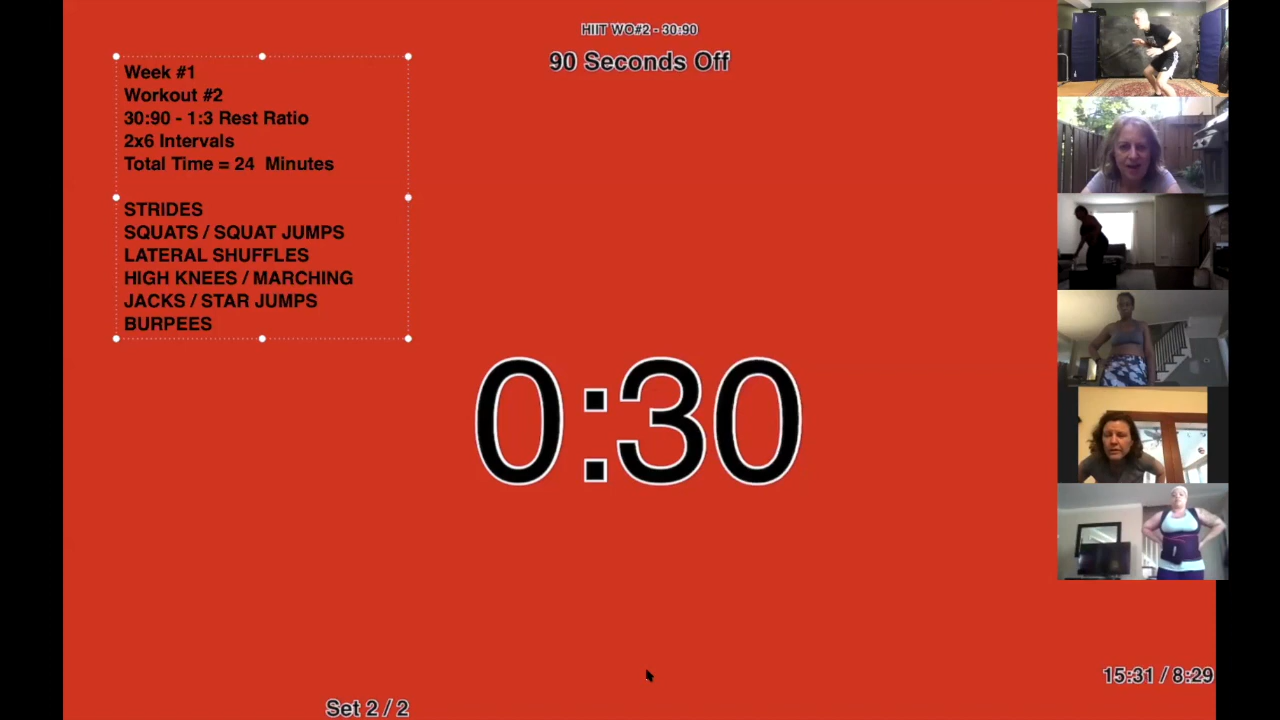 HIIT WO#2 - 30:90
90 Seconds Off
Week #1
Workout #2
30:90 - 1:3 Rest Ratio
2x6 Intervals
Total Time = 24  Minutes
STRIDES
SQUATS / SQUAT JUMPS
LATERAL SHUFFLES
HIGH KNEES / MARCHING
JACKS / STAR JUMPS
BURPEES
0:30
15:31 / 8:29
Set 2 / 2